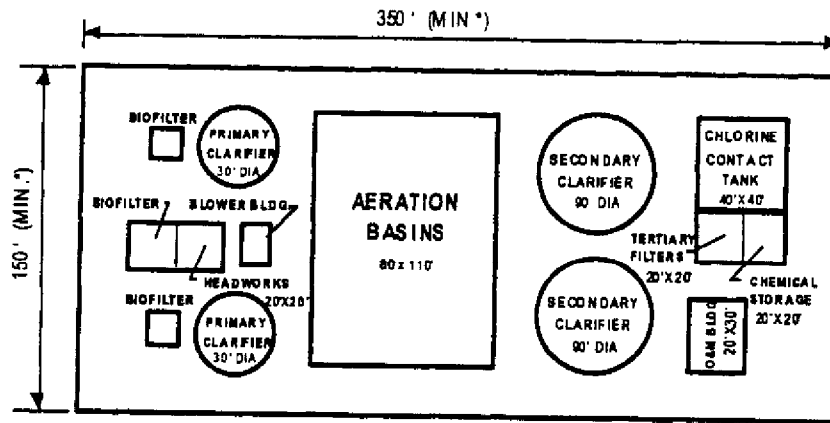 350' (MIN*)
150' (MIN.*)
BIOFILTER
PRIMARY
CLARIFIER
30' DIA
BIOFILTER
BLOWER BLDG.
HEADWORKS
20'X20'
BIOFILTER
PRIMARY
CLARIFIER
30' DIA
AERATION
BASINS
80 x 110'
SECONDARY
CLARIFIER
90' DIA
SECONDARY
CLARIFIER
90' DIA
CHLORINE
CONTACT
TANK
40'X40'
TERTIARY
FILTERS
20'X20'
CHEMICAL
STORAGE
20'X20'
O&M BLDG
20'X30'